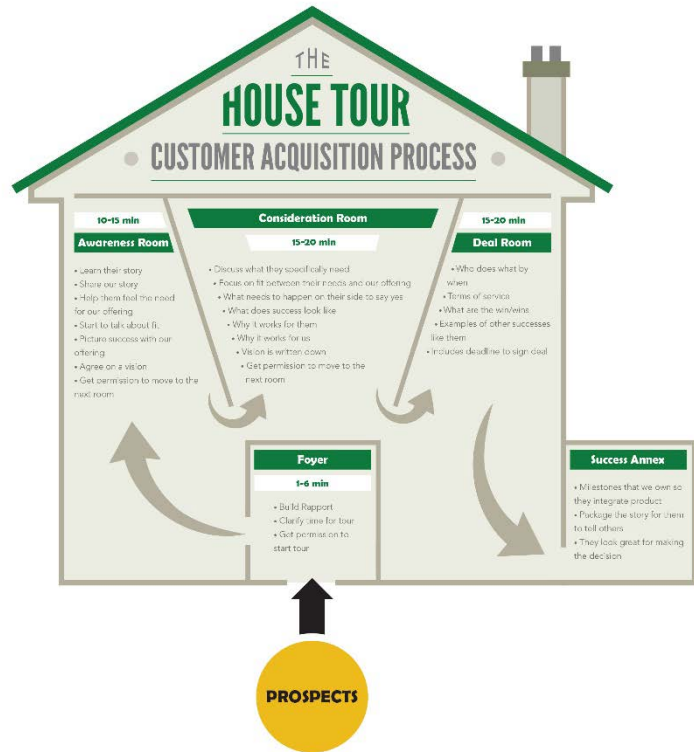 THE
HOUSE TOUR
CUSTOMER ACQUISITION PROCESS
10-15 min
Awareness Room
• Learn their story
• Share our story
• Help them feel the need
for our offering
• Start to talk about fit
• Picture success with our
offering
• Agree on a vision
• Get permission to move to the
next room
Consideration Room
15-20 min
• Discuss what they specifically need
• Focus on fit between their needs and our offering
• What needs to happen on their side to say yes
• What does success look like
• Why it works for them
• Why it works for us
• Vision is written down
• Get permission to move to the
next room
15-20 min
Deal Room
• Who does what by
when
• Terms of service
• What are the win/wins
• Examples of other successes
like them
• Includes deadline to sign deal
Foyer
1-6 min
• Build Rapport
• Clarify time for tour
• Get permission to
start tour
Success Annex
• Milestones that we own so
they integrate product
• Package the story for them
to tell others
• They look great for making
the decision
PROSPECTS